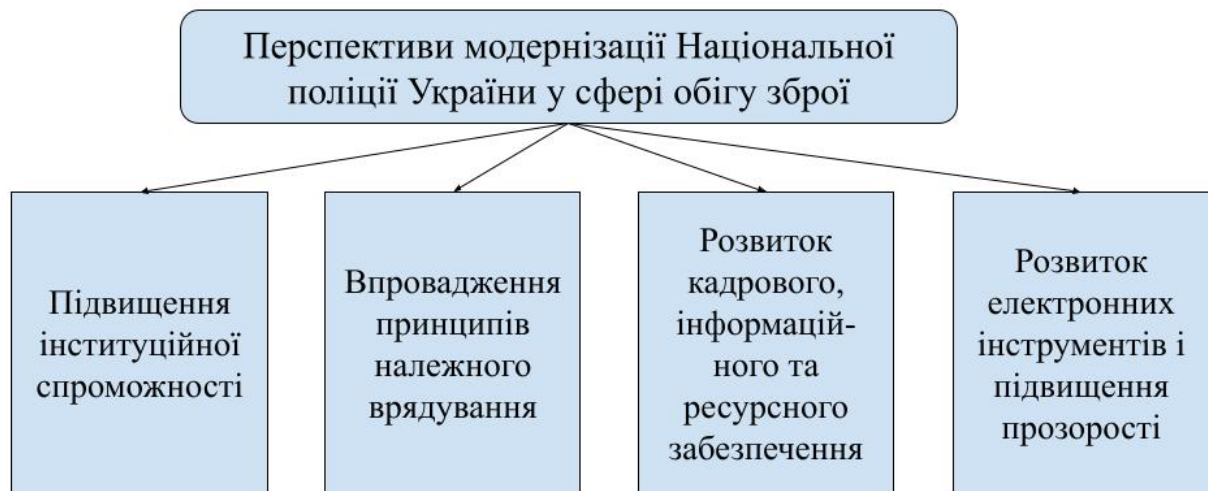 Перспективи модернізації Національної
поліції України у сфері обігу зброї
Підвищення
інституційної
спроможності
Впровадження
принципів
належного
врядування
Розвиток
кадрового,
інформацій-
ного та
ресурсного
забезпечення
Розвиток
електронних
інструментів і
підвищення
прозорості